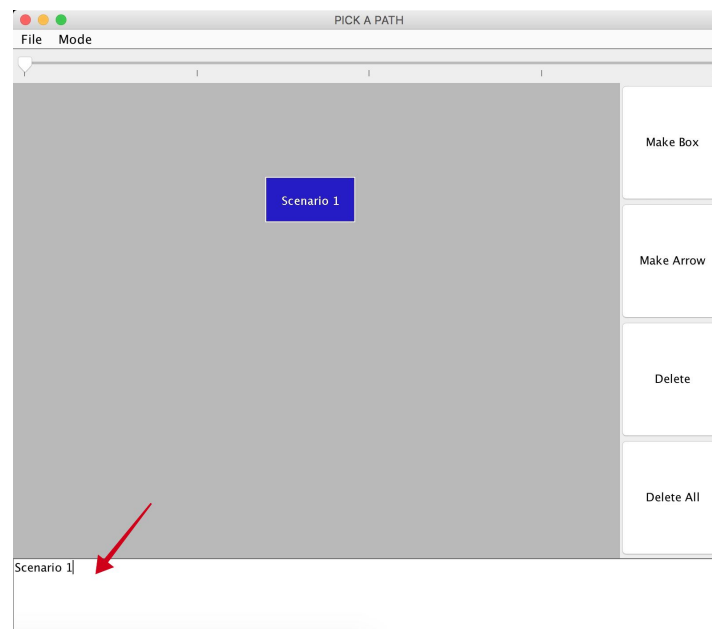 PICK A PATH
File Mode
Make Box
Scenario 1
Make Arrow
Delete
Delete All
Scenario 1